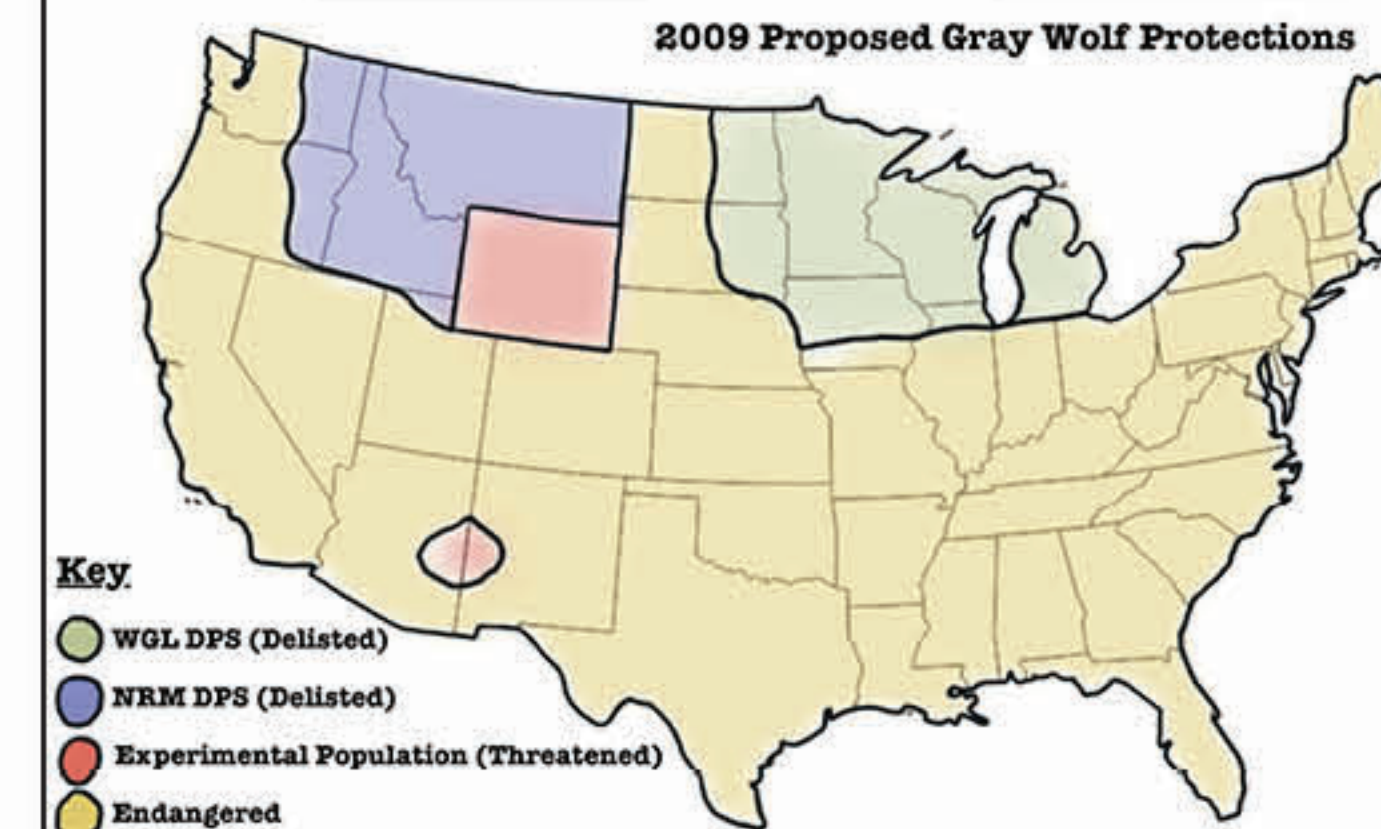 2009 Proposed Gray Wolf Protections
Key
WGL DPS (Delisted)
NRM DPS (Delisted)
Experimental Population (Threatened)
Endangered